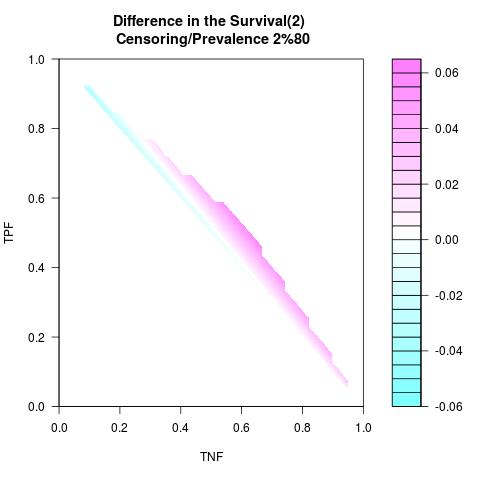 Difference in the Survival(2)
Censoring/Prevalence 2%80
TPF
1.0
0.8
0.6
0.4
0.2
0.0
0.0 0.2 0.4 0.6 0.8 1.0
TNF
0.06
0.04
0.02
0.00
-0.02
-0.04
-0.06